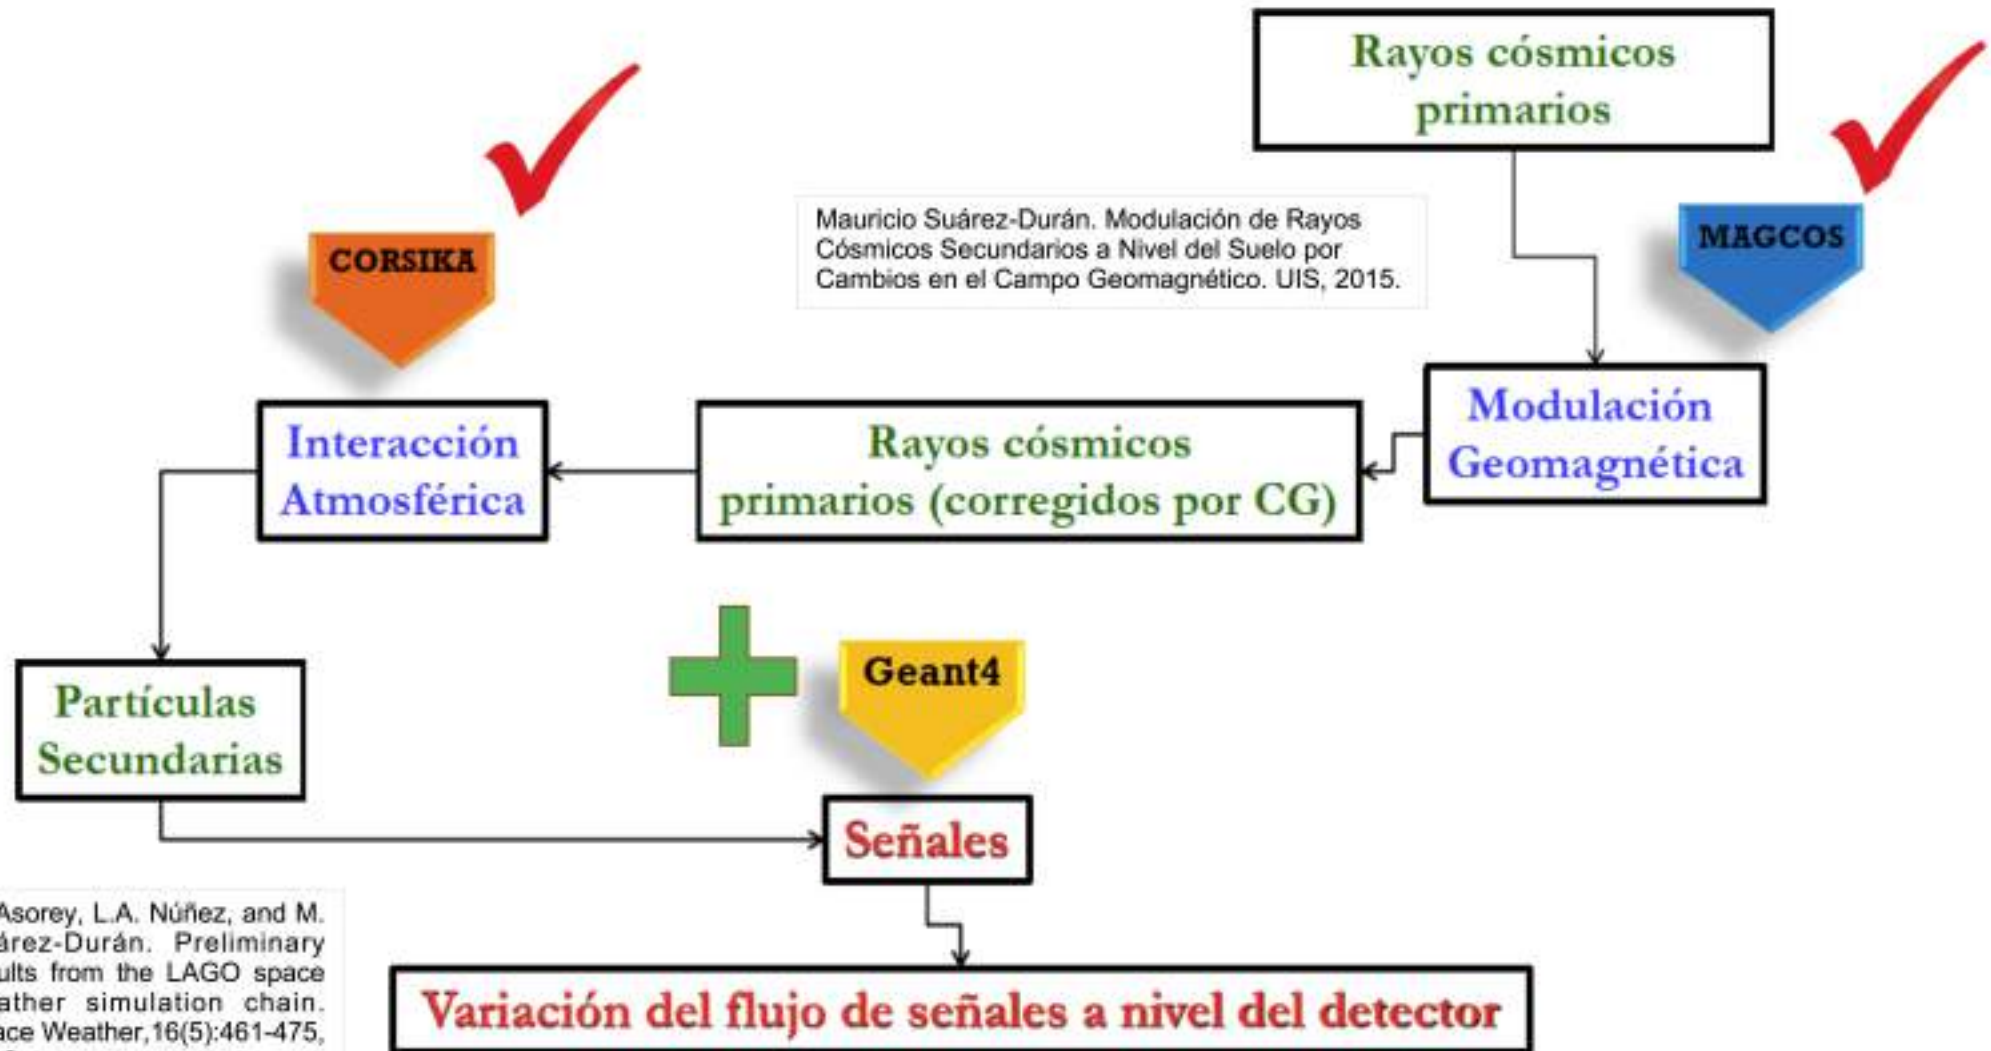 Rayos cósmicos
primarios
CORSIKA
Mauricio Suárez-Durán. Modulación de Rayos
Cósmicos Secundarios a Nivel del Suelo por
Cambios en el Campo Geomagnético. UIS, 2015.
MAGCOS
Modulación
Geomagnética
Rayos cósmicos
primarios (corregidos por CG)
Interacción
Atmosférica
Partículas
Secundarias
Geant4
Señales
Asorey, L.A. Núñez, and M.
árez-Durán. Preliminary
ults from the LAGO space
ather simulation chain.
ace Weather,16(5):461-475,
Variación del flujo de señales a nivel del detector